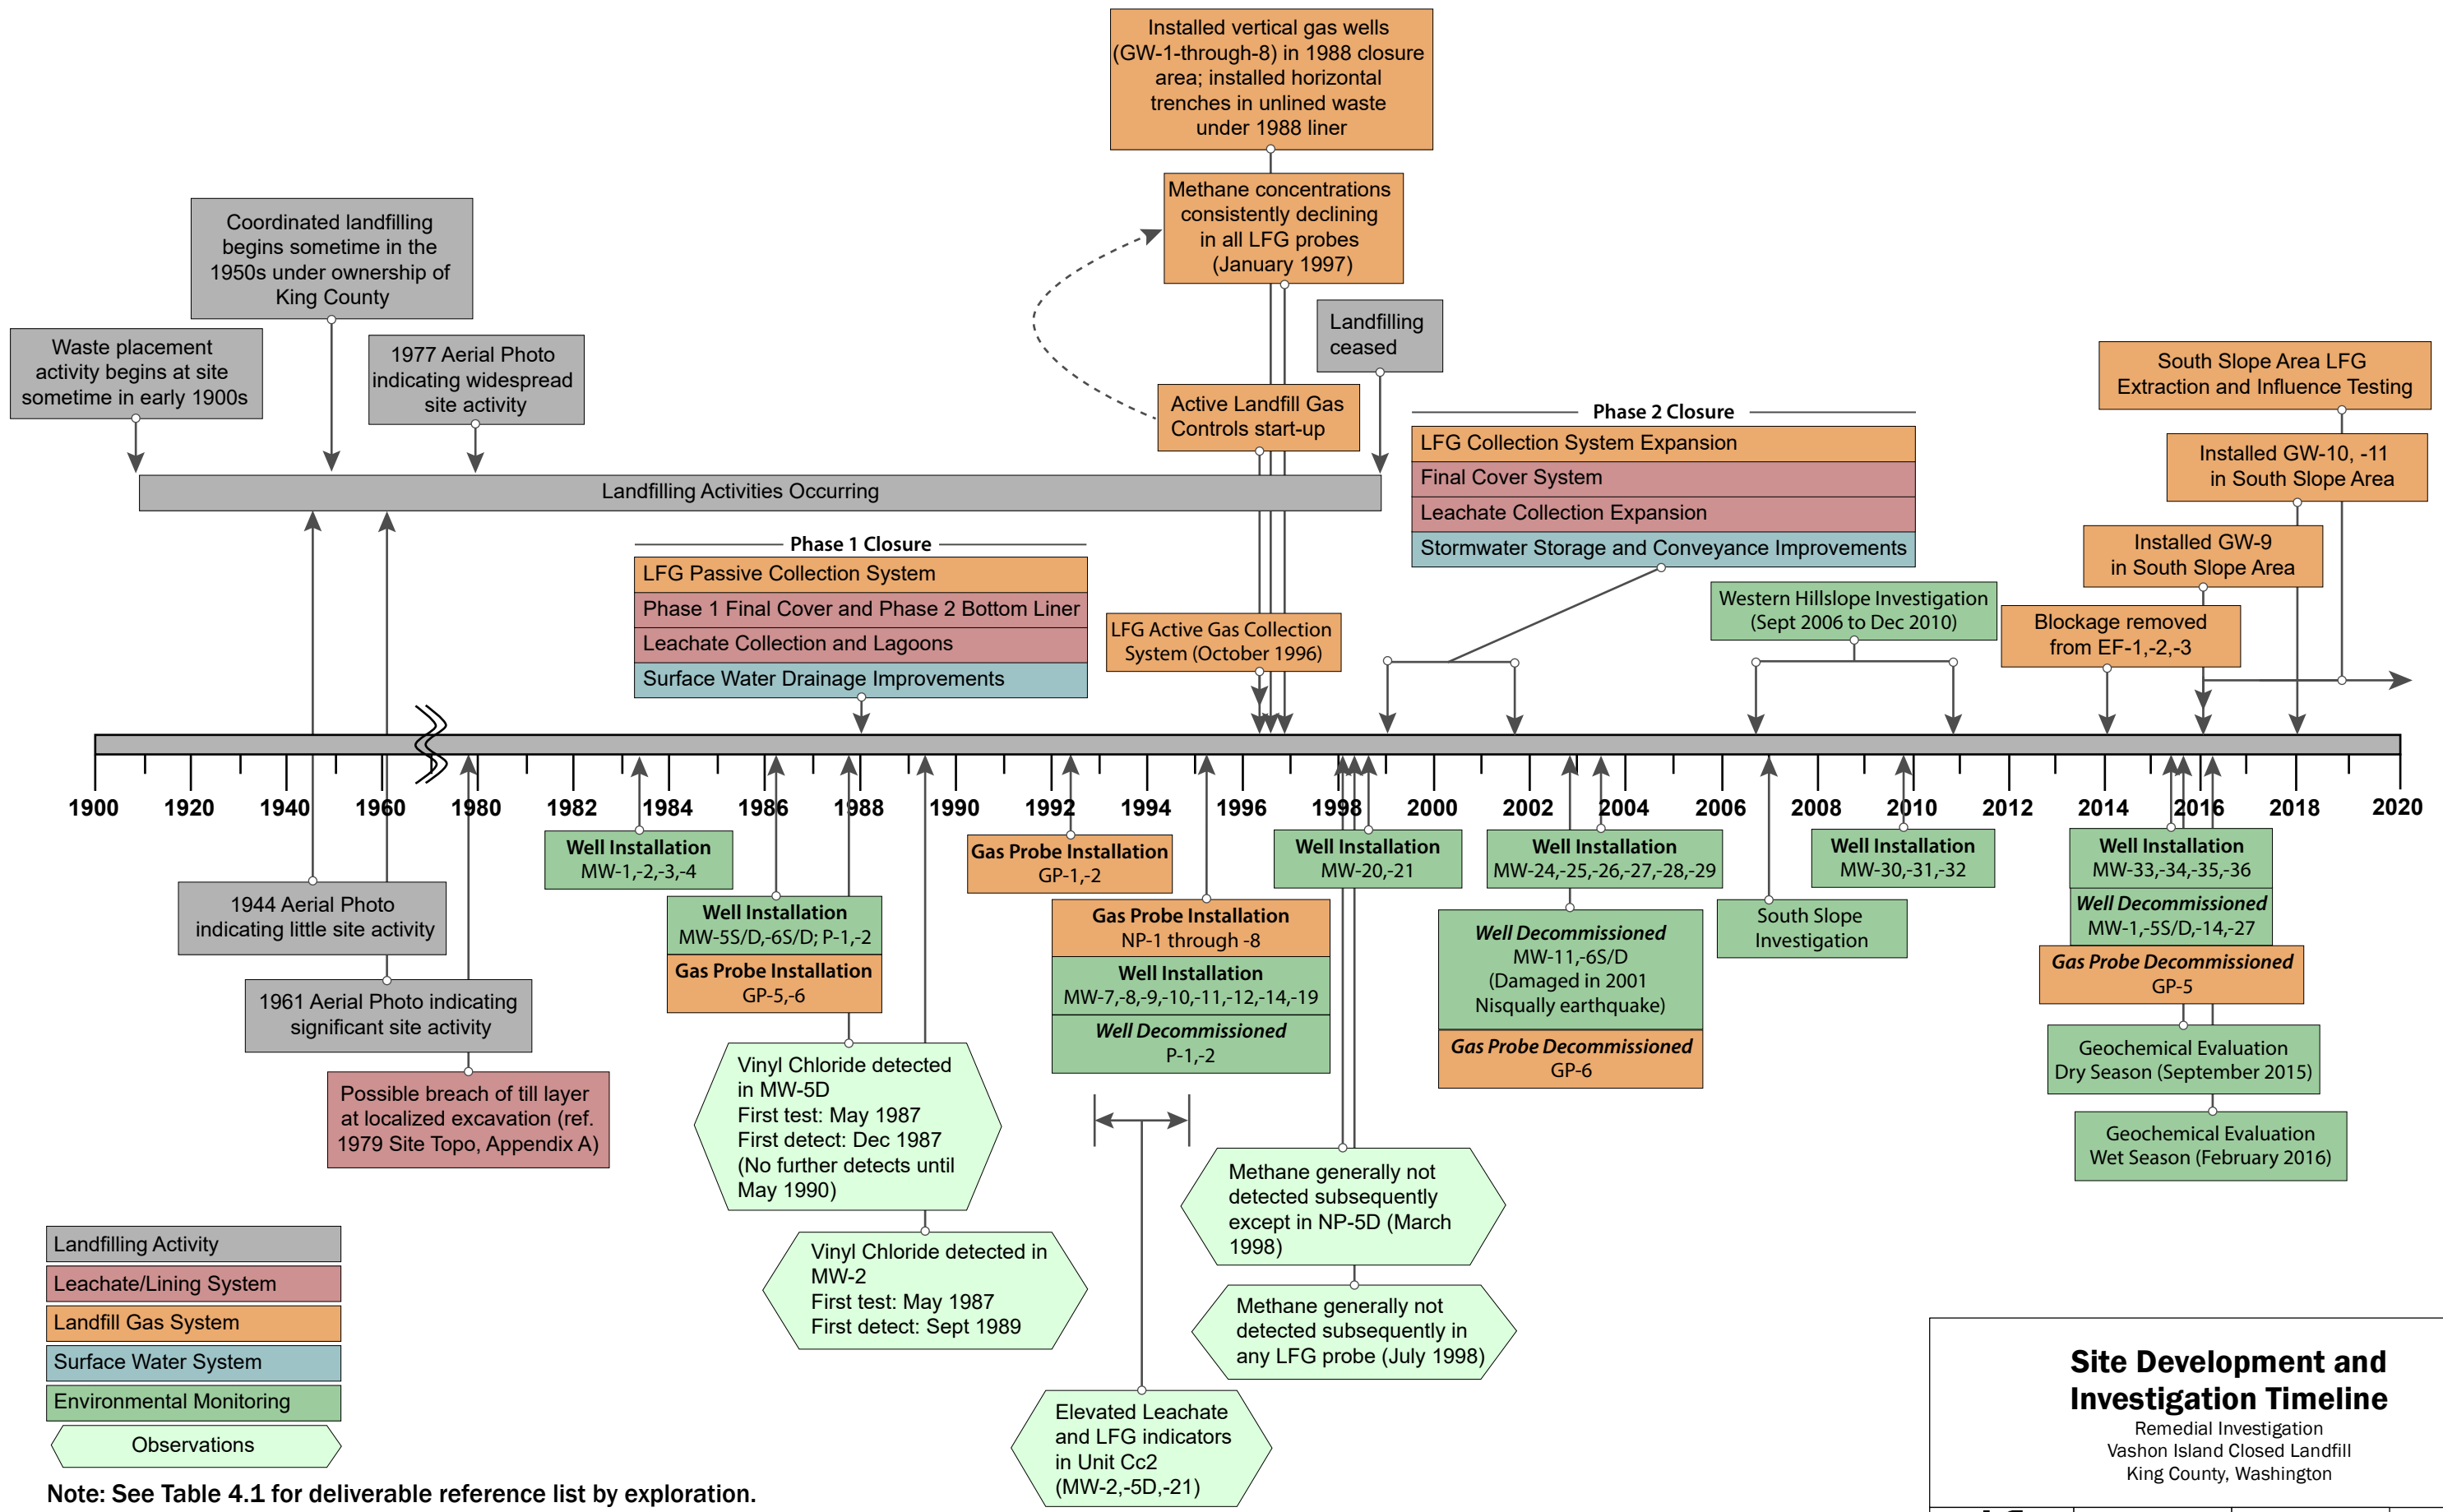 Installed vertical gas wells
(GW-1-through-8) in 1988 closure
area; installed horizontal
trenches in unlined waste
under 1988 liner
Methane concentrations
consistently declining
in all LFG probes
(January 1997)
Coordinated landfilling
begins sometime in the
1950s under ownership of
King County
Waste placement
activity begins at site
sometime in early 1900s
1977 Aerial Photo
indicating widespread
site activity
Landfilling
ceased
Active Landfill Gas
Controls start-up
South Slope Area LFG
Extraction and Influence Testing
Installed GW-10, -11
in South Slope Area
Installed GW-9
in South Slope Area
Blockage removed
from EF-1,-2,-3
Landfilling Activities Occurring
Phase 2 Closure
LFG Collection System Expansion
Final Cover System
Leachate Collection Expansion
Stormwater Storage and Conveyance Improvements
Phase 1 Closure
LFG Passive Collection System
Phase 1 Final Cover and Phase 2 Bottom Liner
Leachate Collection and Lagoons
Surface Water Drainage Improvements
LFG Active Gas Collection
System (October 1996)
Western Hillslope Investigation
(Sept 2006 to Dec 2010)
1900 1920 1940 1960 1980 1982 1984 1986 1988 1990 1992 1994 1996 1998 2000 2002 2004 2006 2008 2010 2012 2014 2016 2018 2020
1944 Aerial Photo
indicating little site activity
1961 Aerial Photo indicating
significant site activity
Possible breach of till layer
at localized excavation (ref.
1979 Site Topo, Appendix A)
Well Installation
MW-1,-2,-3,-4
Well Installation
MW-5S/D,-6S/D; P-1,-2
Gas Probe Installation
GP-5,-6
Vinyl Chloride detected
in MW-5D
First test: May 1987
First detect: Dec 1987
(No further detects until
May 1990)
Vinyl Chloride detected in
MW-2
First test: May 1987
First detect: Sept 1989
Gas Probe Installation
GP-1,-2
Gas Probe Installation
NP-1 through -8
Well Installation
MW-7,-8,-9,-10,-11,-12,-14,-19
Well Decommissioned
P-1,-2
Elevated Leachate
and LFG indicators
in Unit Cc2
(MW-2,-5D,-21)
Well Installation
MW-20,-21
Methane generally not
detected subsequently
except in NP-5D (March
1998)
Methane generally not
detected subsequently in
any LFG probe (July 1998)
Well Installation
MW-24,-25,-26,-27,-28,-29
Well Decommissioned
MW-11,-6S/D
(Damaged in 2001
Nisqually earthquake)
Gas Probe Decommissioned
GP-6
South Slope
Investigation
Well Installation
MW-30,-31,-32
Well Installation
MW-33,-34,-35,-36
Well Decommissioned
MW-1,-5S/D,-14,-27
Gas Probe Decommissioned
GP-5
Geochemical Evaluation
Dry Season (September 2015)
Geochemical Evaluation
Wet Season (February 2016)
Landfilling Activity
Leachate/Lining System
Landfill Gas System
Surface Water System
Environmental Monitoring
Observations
Note: See Table 4.1 for deliverable reference list by exploration.
Site Development and
Investigation Timeline
Remedial Investigation
Vashon Island Closed Landfill
King County, Washington